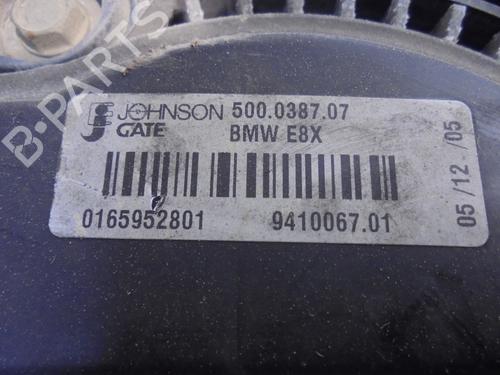 B-PARTS
JOHNSON 500.0387.07
GATE BMW E8X
0165952801 9410067.01
05/12/05